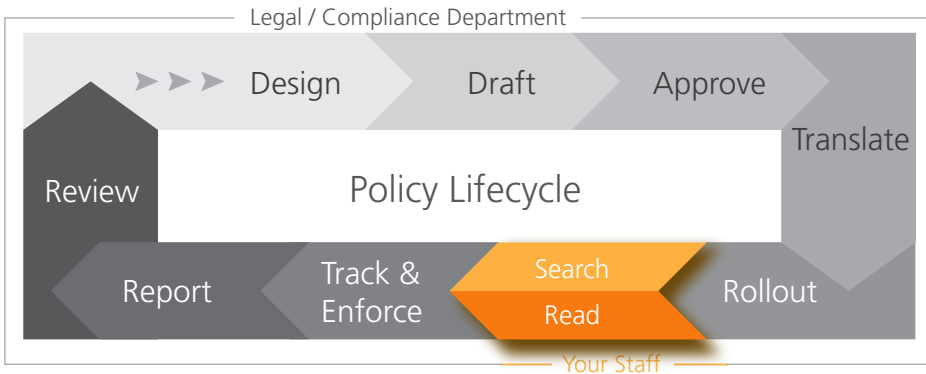 Legal / Compliance Department
Design
Draft
Approve
Translate
Review
Policy Lifecycle
Report
Track &
Enforce
Search
Read
Rollout
Your Staff